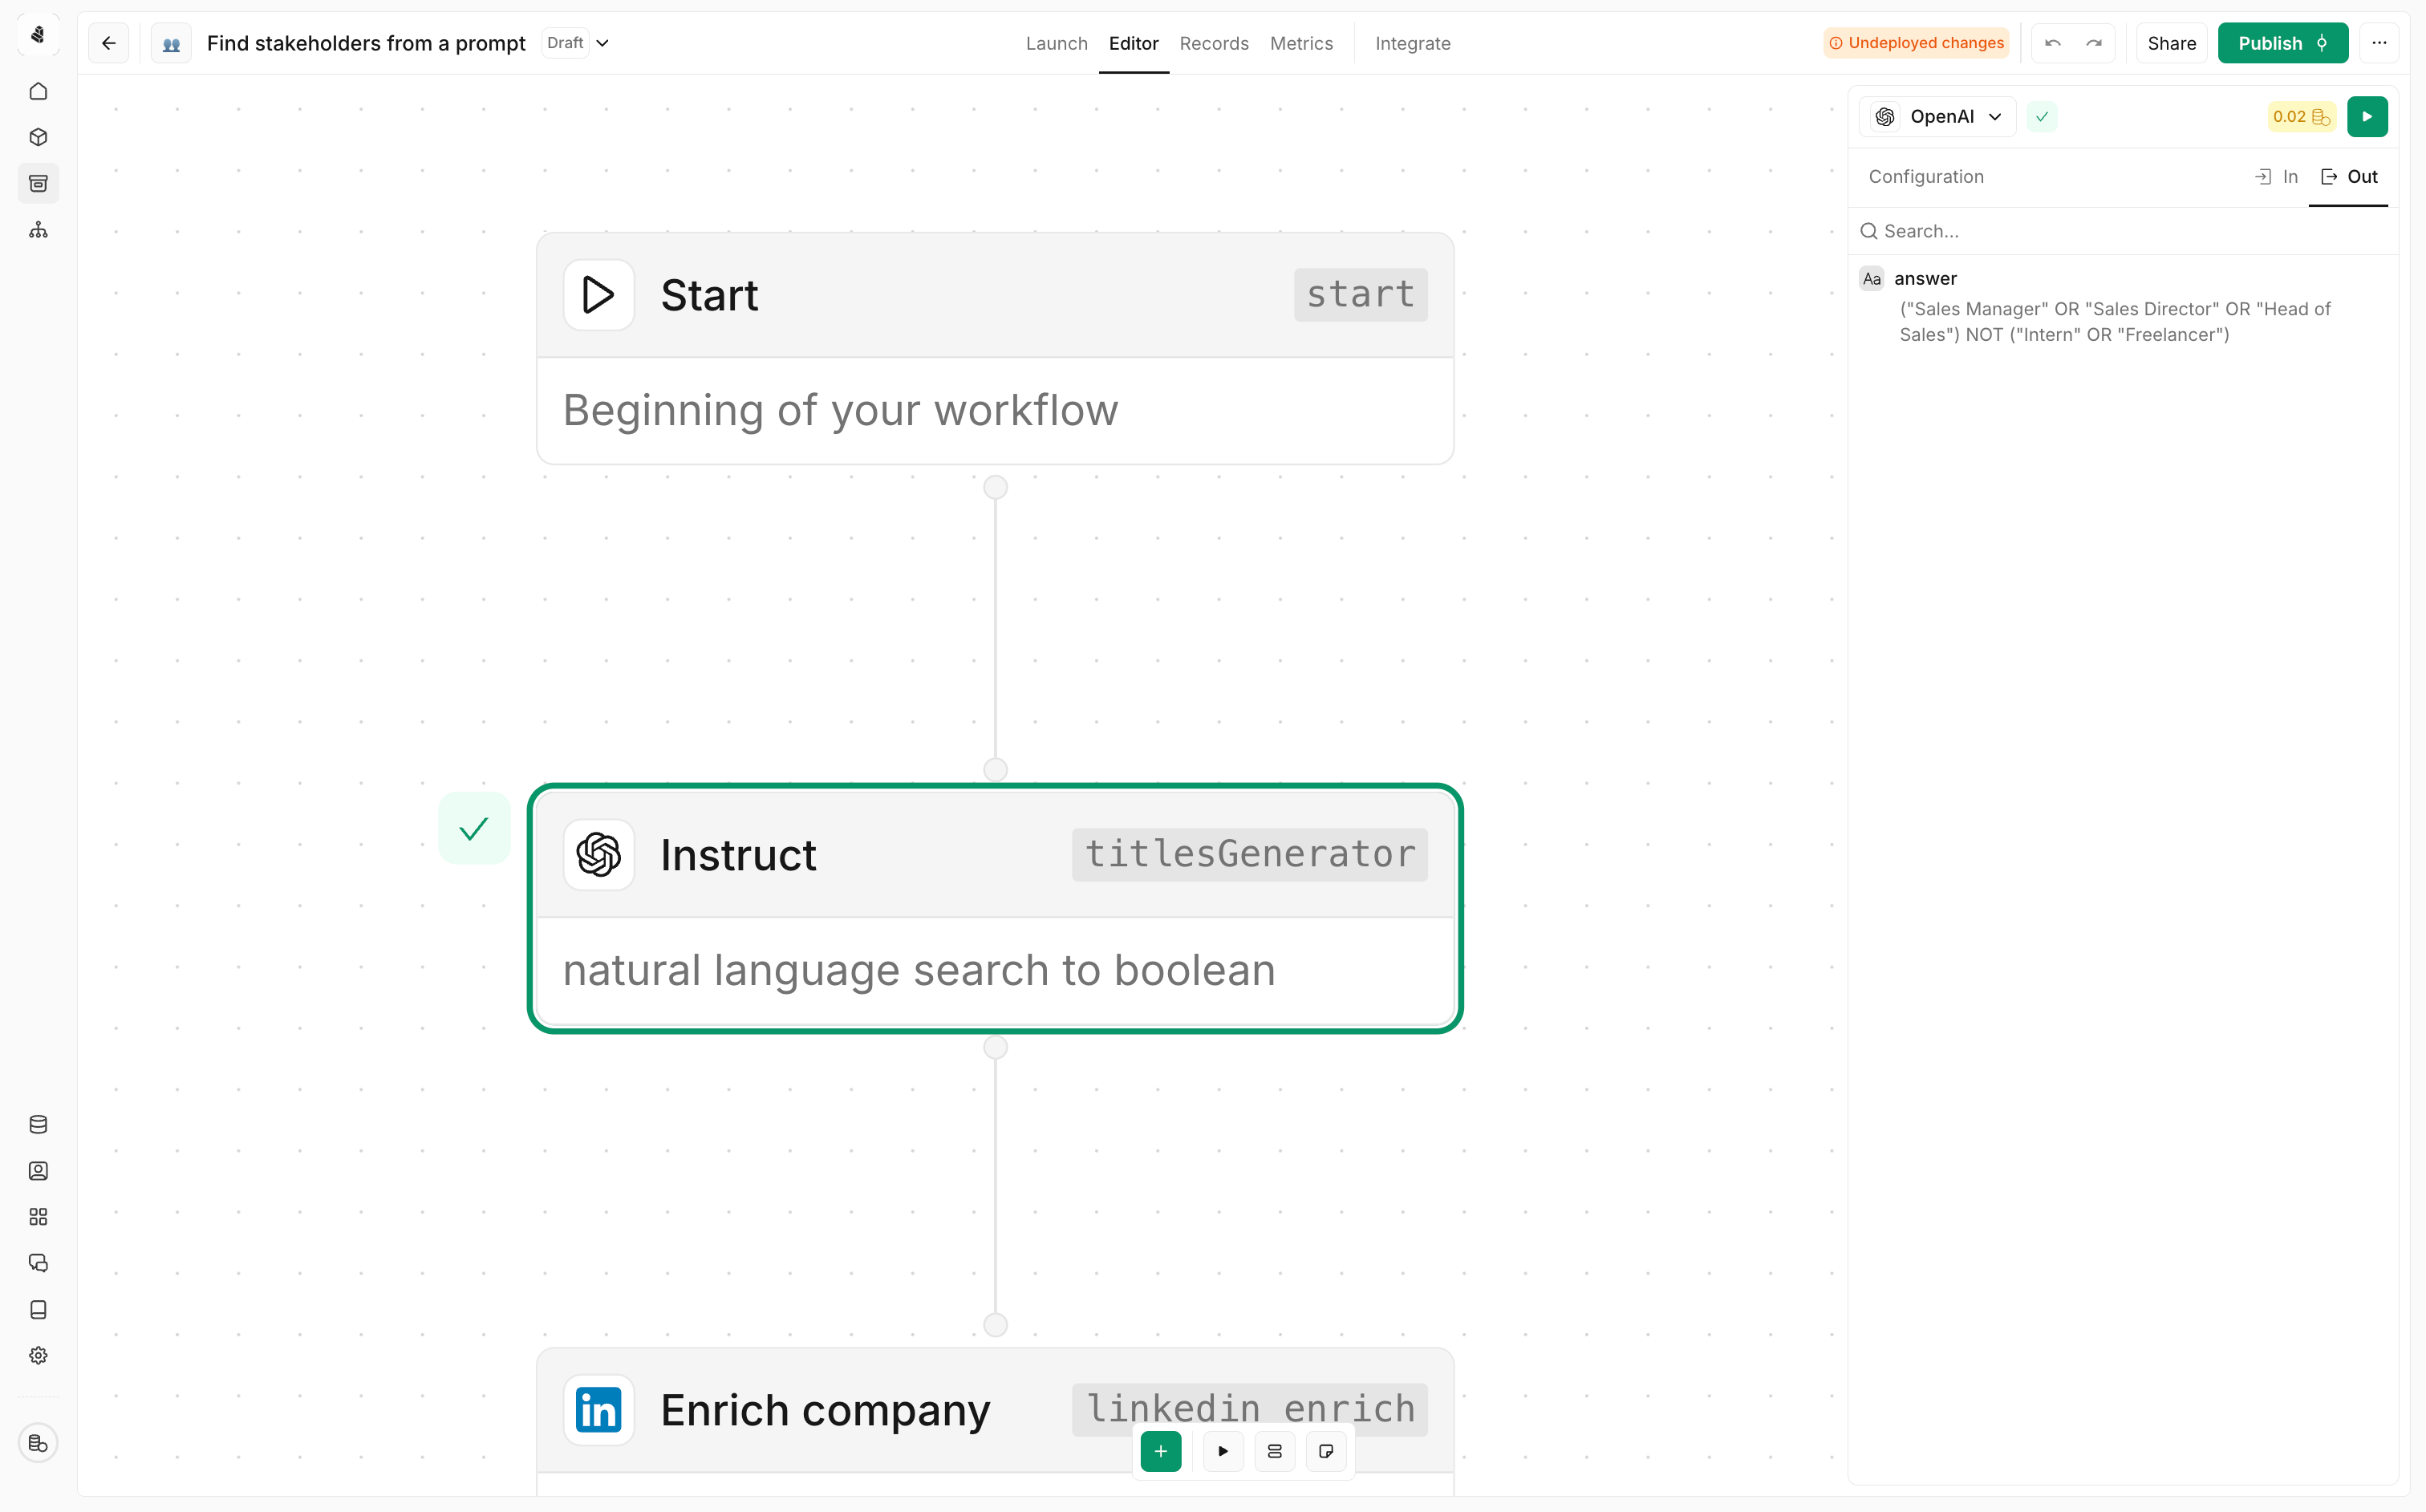 Find stakeholders from a prompt
Draft
Launch
Editor
Records
Metrics
Integrate
Undeployed changes
Share
Publish
OpenAI
0.02
Configuration
In
Out
Search...
Aa answer
("Sales Manager" OR "Sales Director" OR "Head of
Sales") NOT ("Intern" OR "Freelancer")
Start
start
Beginning of your workflow
Instruct
titlesGenerator
natural language search to boolean
in
Enrich company
linkedin_enrich